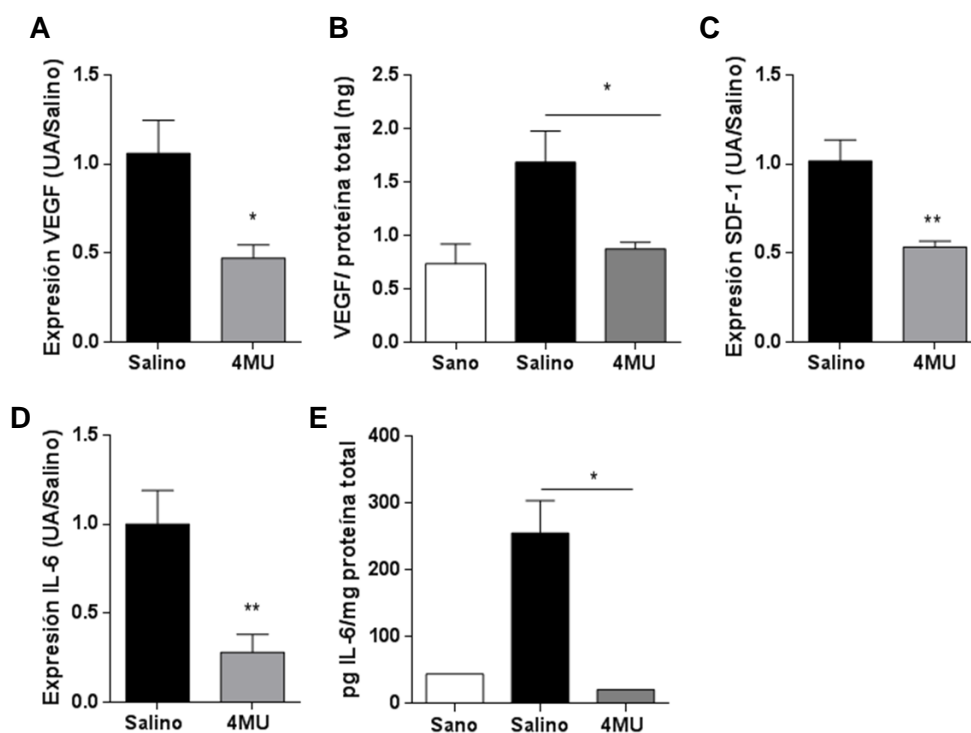 A
Expresión VEGF (UA/Salino)
1.5
1.0
0.5
0.0
*
Salino 4MU
B
VEGF/ proteína total (ng)
2.5
2.0
1.5
1.0
0.5
0.0
*
Sano Salino 4MU
C
Expresión SDF-1 (UA/Salino)
1.5
1.0
0.5
0.0
**
Salino 4MU
D
Expresión IL-6 (UA/Salino)
1.5
1.0
0.5
0.0
**
Salino 4MU
E
pg IL-6/mg proteína total
400
300
200
100
0
*
Sano Salino 4MU